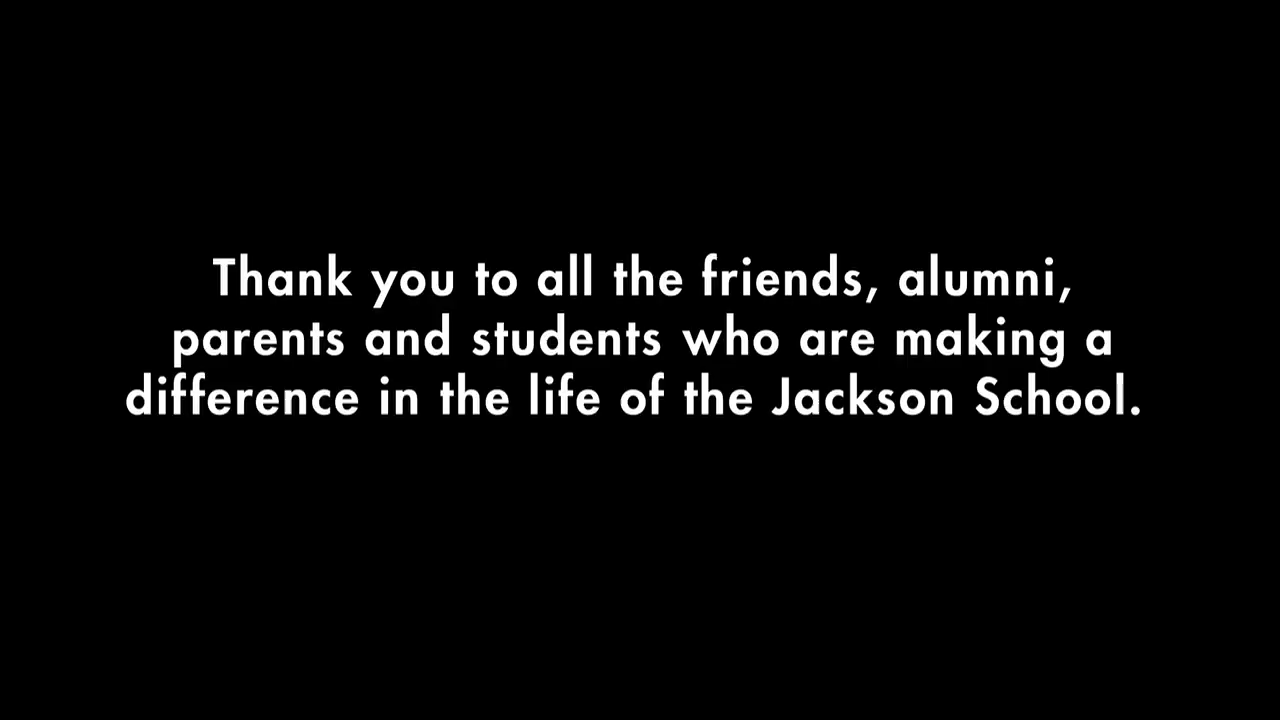 Thank you to all the friends, alumni,
parents and students who are making a
difference in the life of the Jackson School.